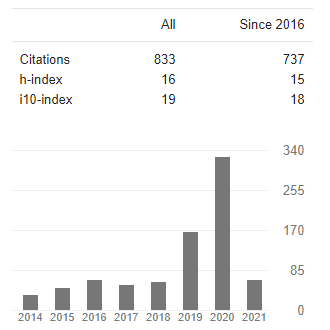 All Since 2016
Citations 833 737
h-index 16 15
i10-index 19 18
340
255
170
85
0
2014 2015 2016 2017 2018 2019 2020 2021